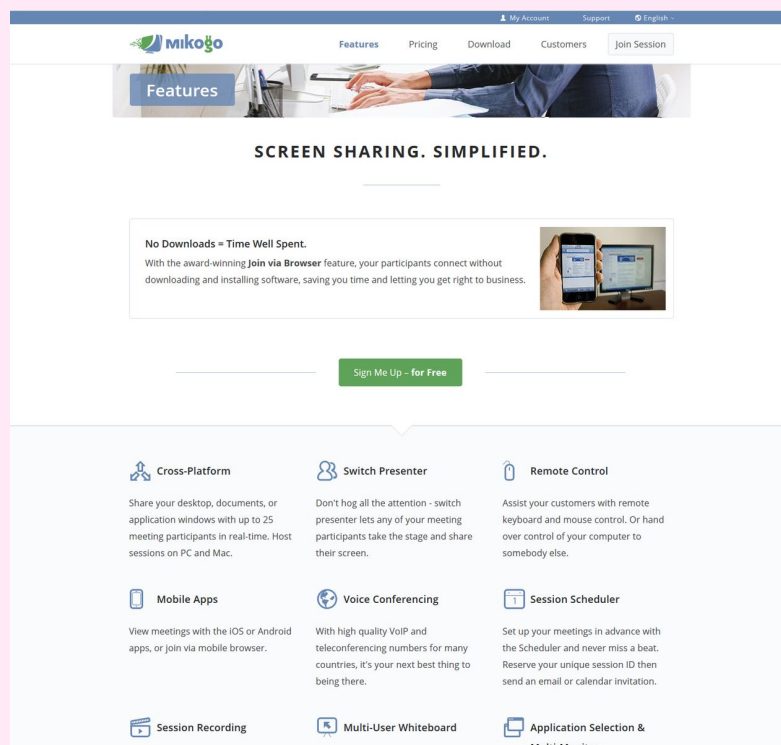 My Account Support English
mikogo Features Pricing Download Customers Join Session
Features
SCREEN SHARING. SIMPLIFIED.
No Downloads = Time Well Spent.
With the award-winning Join via Browser feature, your participants connect without
downloading and installing software, saving you time and letting you get right to business.
Sign Me Up – for Free
Cross-Platform
Share your desktop, documents, or
application windows with up to 25
meeting participants in real-time. Host
sessions on PC and Mac.
Switch Presenter
Don't hog all the attention - switch
presenter lets any of your meeting
participants take the stage and share
their screen.
Remote Control
Assist your customers with remote
keyboard and mouse control. Or hand
over control of your computer to
somebody else.
Mobile Apps
View meetings with the iOS or Android
apps, or join via mobile browser.
Voice Conferencing
With high quality VoIP and
teleconferencing numbers for many
countries, it's your next best thing to
being there.
1
Session Scheduler
Set up your meetings in advance with
the Scheduler and never miss a beat.
Reserve your unique session ID then
send an email or calendar invitation.
Session Recording
Multi-User Whiteboard
Application Selection &